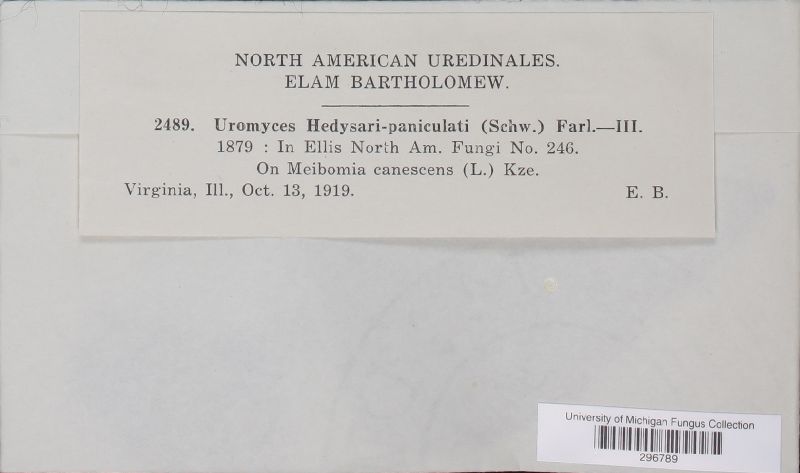 NORTH AMERICAN UREDINALES.
ELAM BARTHOLOMEW.
2489. Uromyces Hedysari-paniculati (Schw.) Farl.—III.
1879 : In Ellis North Am. Fungi No. 246.
On Meibomia canescens (L.) Kze.
Virginia, Ill., Oct. 13, 1919. E. B.
University of Michigan Fungus Collection
296789